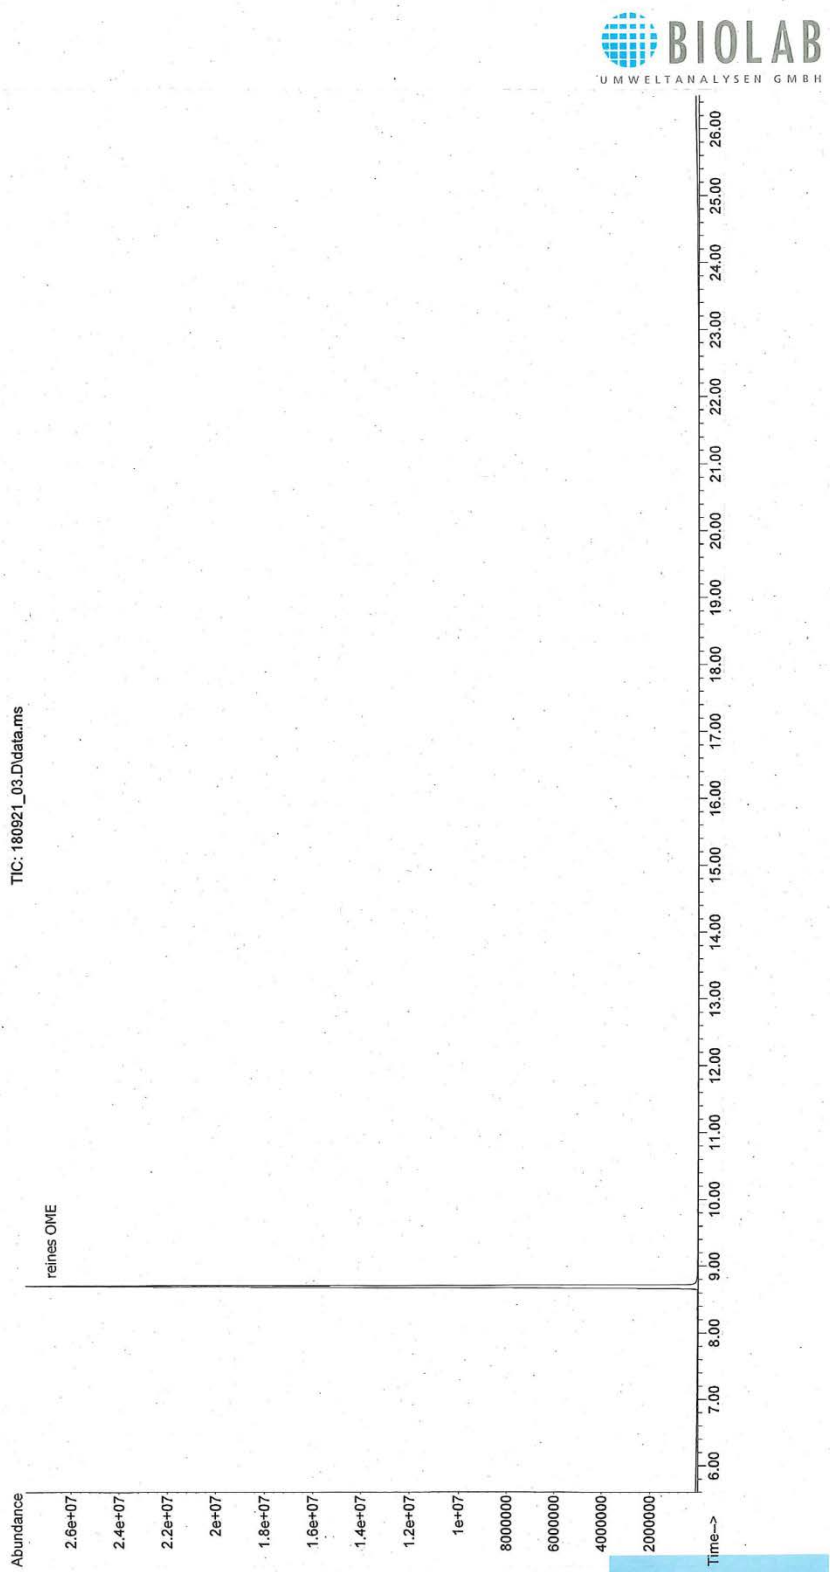 BIOLAB
UMWELTANALYSEN GMBH
TIC: 180921_03.D\data.ms
Abundance
reines OME
2.6e+07
2.4e+07
2.2e+07
2e+07
1.8e+07
1.6e+07
1.4e+07
1.2e+07
1e+07
8000000
6000000
4000000
2000000
Time-->
6.00 7.00 8.00 9.00 10.00 11.00 12.00 13.00 14.00 15.00 16.00 17.00 18.00 19.00 20.00 21.00 22.00 23.00 24.00 25.00 26.00